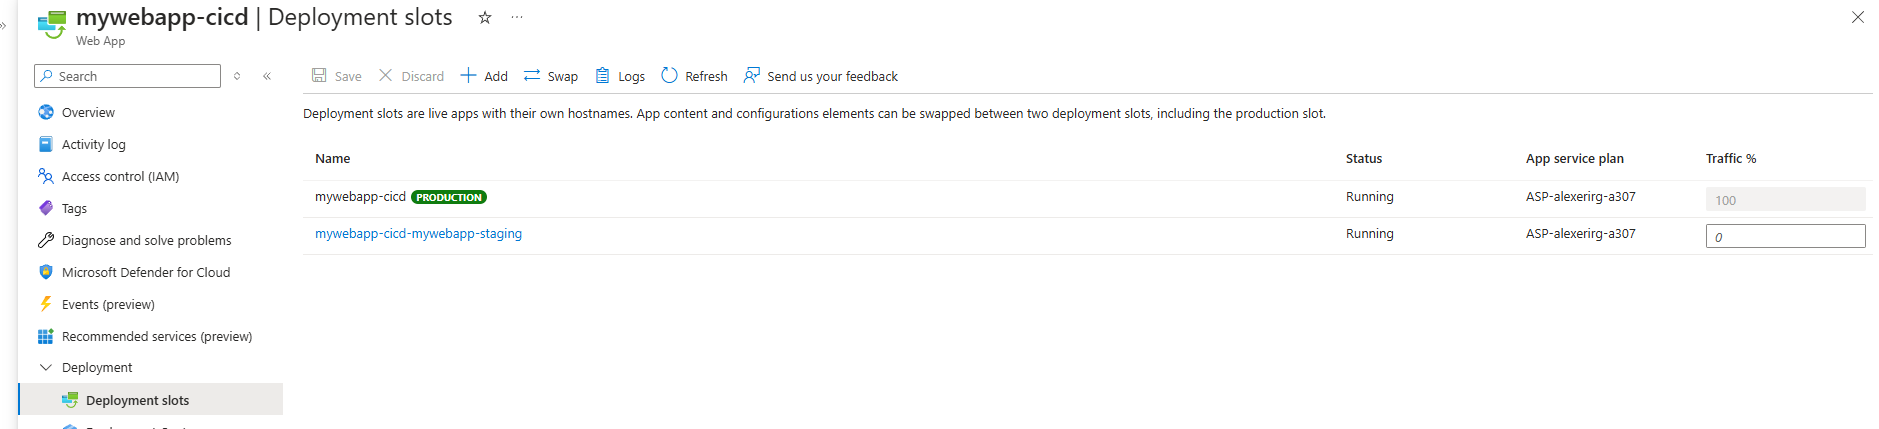 mywebapp-cicd | Deployment slots
Web App
Search
Save Discard Add Swap Logs Refresh Send us your feedback
Overview
Activity log
Access control (IAM)
Tags
Diagnose and solve problems
Microsoft Defender for Cloud
Events (preview)
Recommended services (preview)
Deployment
Deployment slots
Deployment slots are live apps with their own hostnames. App content and configurations elements can be swapped between two deployment slots, including the production slot.
Name Status App service plan Traffic %
mywebapp-cicd PRODUCTION Running ASP-alexerirg-a307 100
mywebapp-cicd-mywebapp-staging Running ASP-alexerirg-a307 0